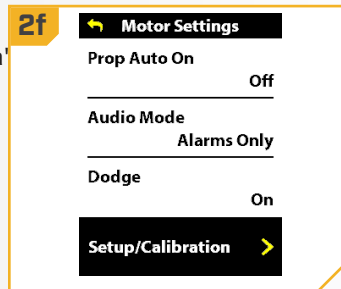 2f
Motor Settings
Prop Auto On
Off
Audio Mode
Alarms Only
Dodge
On
Setup/Calibration